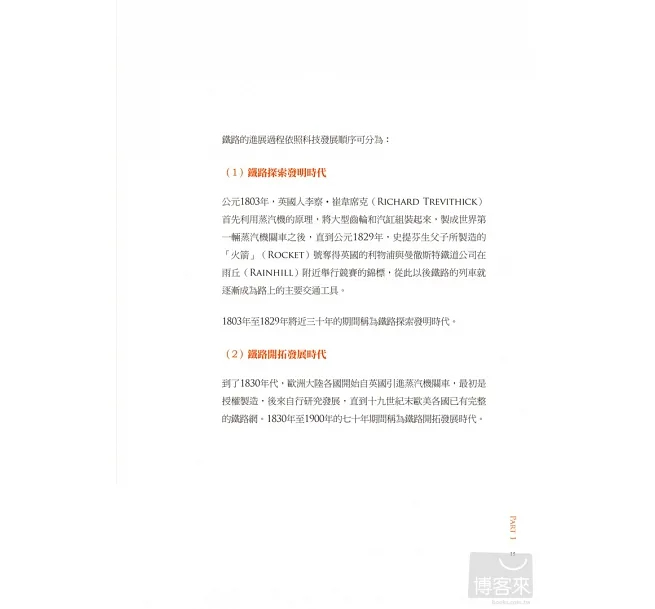 鐵路的進展過程依照科技發展順序可分為：
（1）鐵路探索發明時代
公元1803年，英國人李察・崔韋席克（RICHARD TREVITHICK）
首先利用蒸汽機的原理，將大型齒輪和汽缸組裝起來，製成世界第
一輛蒸汽機關車之後，直到公元1829年，史提芬生父子所製造的
「火箭」（ROCKET）號奪得英國的利物浦與曼徹斯特鐵道公司在
雨丘（RAINHILL）附近舉行競賽的錦標，從此以後鐵路的列車就
逐漸成為路上的主要交通工具。
1803年至1829年將近三十年的期間稱為鐵路探索發明時代。
（2）鐵路開拓發展時代
到了1830年代，歐洲大陸各國開始自英國引進蒸汽機關車，最初是
授權製造，後來自行研究發展，直到十九世紀末歐美各國已有完整
的鐵路網。1830年至1900年的七十年期間稱為鐵路開拓發展時代。
PART 1
11
博客來
books.com.tw